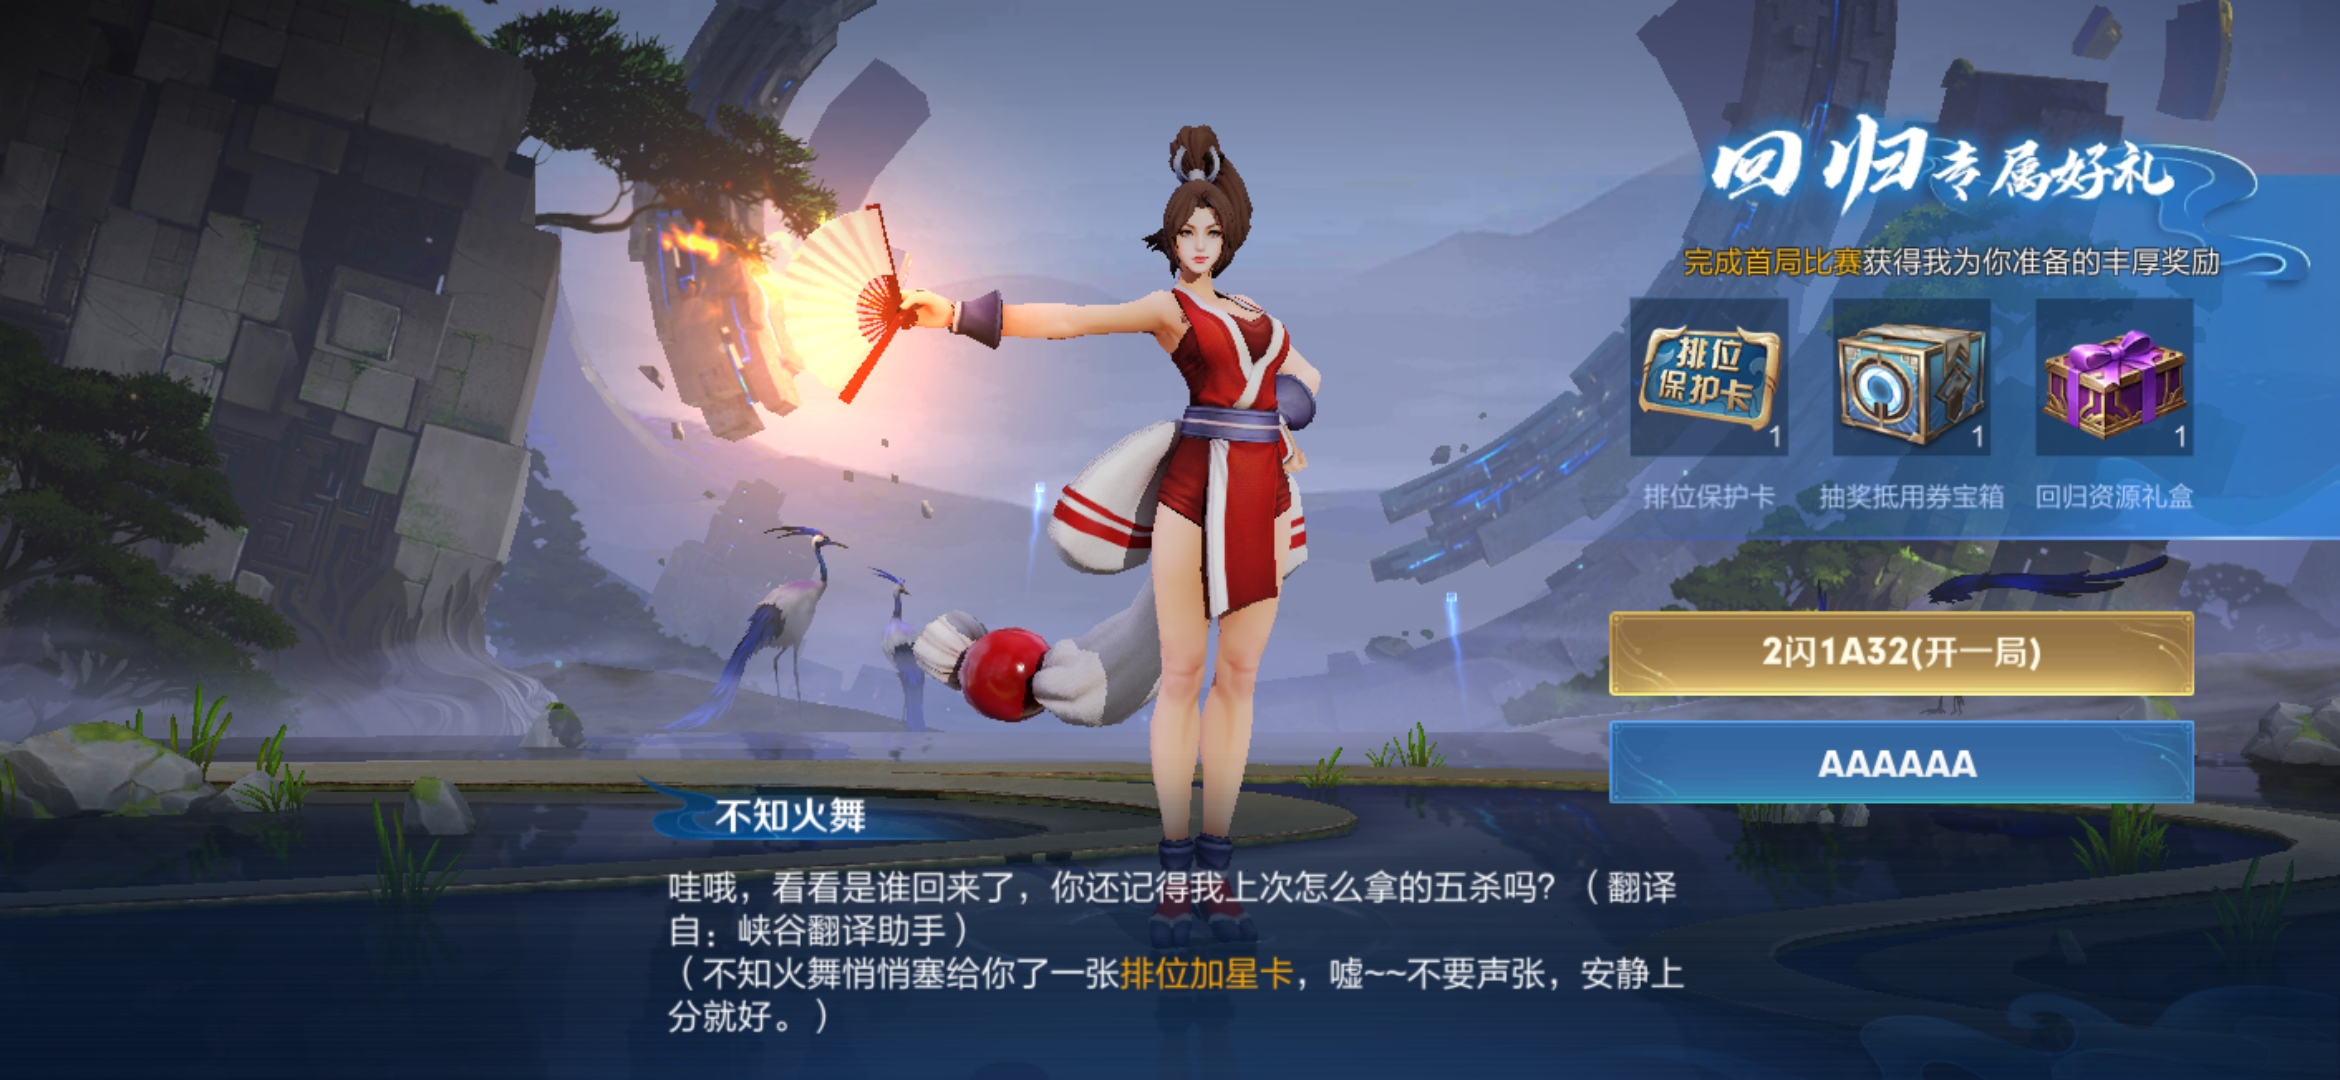 回归专属好礼
完成首局比赛获得我为你准备的丰厚奖励
排位
保护卡
1
1
1
排位保护卡
抽奖抵用券宝箱
回归资源礼盒
2闪1A32(开一局)
AAAAAA
不知火舞
哇哦，看看是谁回来了，你还记得我上次怎么拿的五杀吗？（翻译
自：峡谷翻译助手）
（不知火舞悄悄塞给你了一张排位加星卡，嘘~~不要声张，安静上
分就好。）